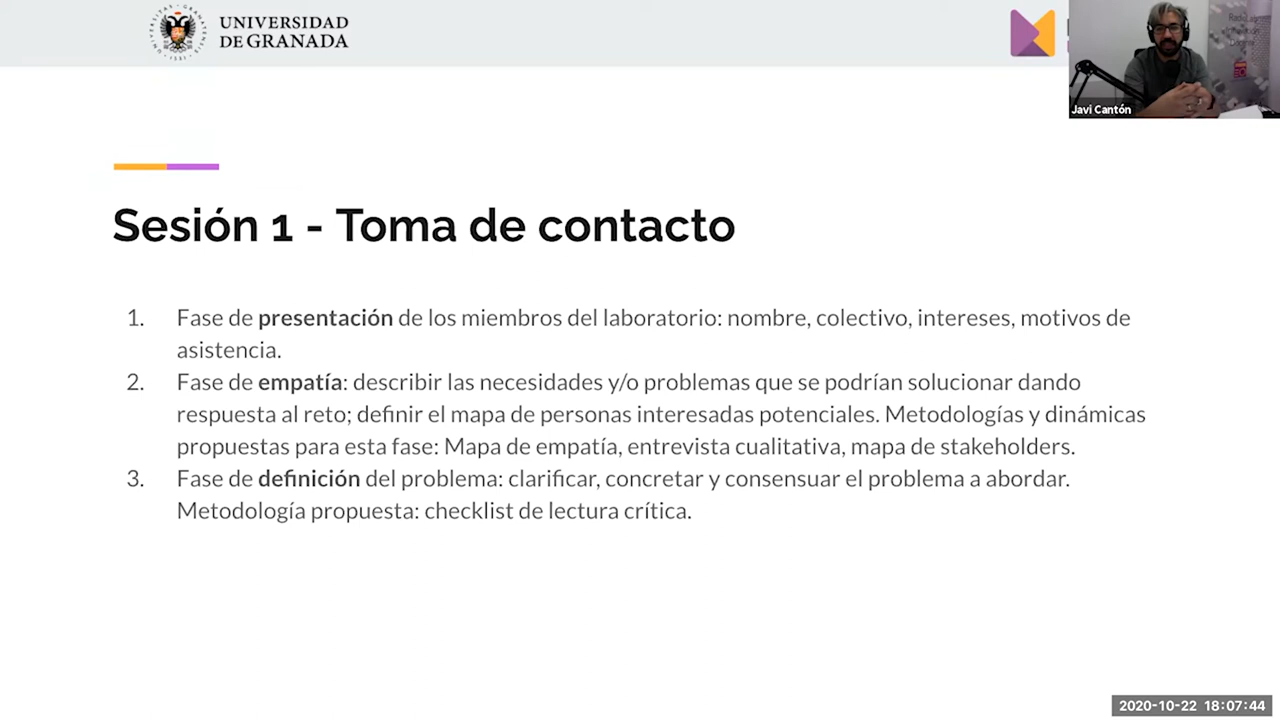 UNIVERSIDAD
DE GRANADA
Javi Cantón
Sesión 1 - Toma de contacto
1. Fase de presentación de los miembros del laboratorio: nombre, colectivo, intereses, motivos de
asistencia.
2. Fase de empatía: describir las necesidades y/o problemas que se podrían solucionar dando
respuesta al reto; definir el mapa de personas interesadas potenciales. Metodologías y dinámicas
propuestas para esta fase: Mapa de empatía, entrevista cualitativa, mapa de stakeholders.
3. Fase de definición del problema: clarificar, concretar y consensuar el problema a abordar.
Metodología propuesta: checklist de lectura crítica.
2020-10-22 18:07:44